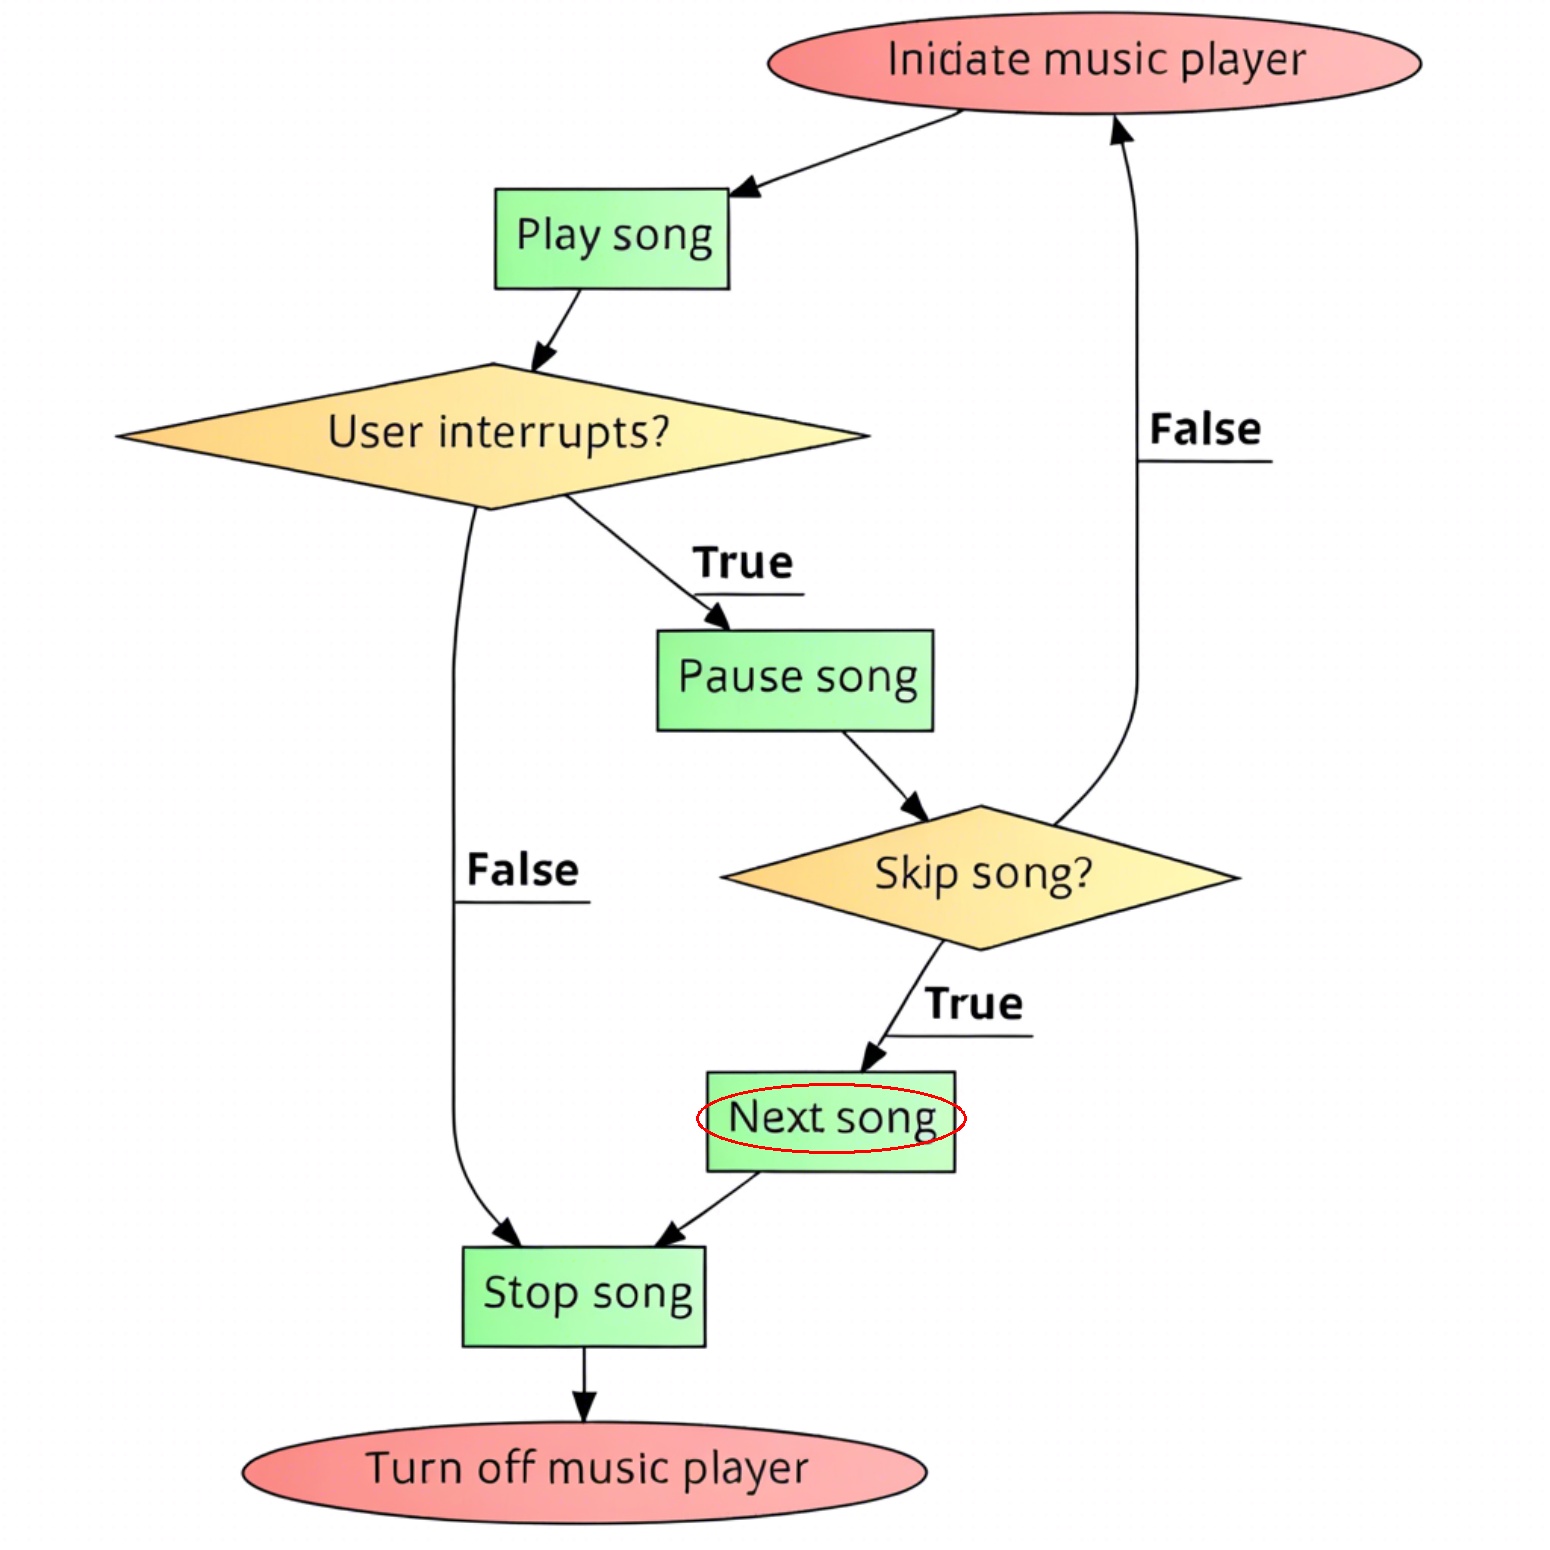 Initiate music player
Play song
User interrupts?
False
True
Pause song
False
Skip song?
True
Next song
Stop song
Turn off music player